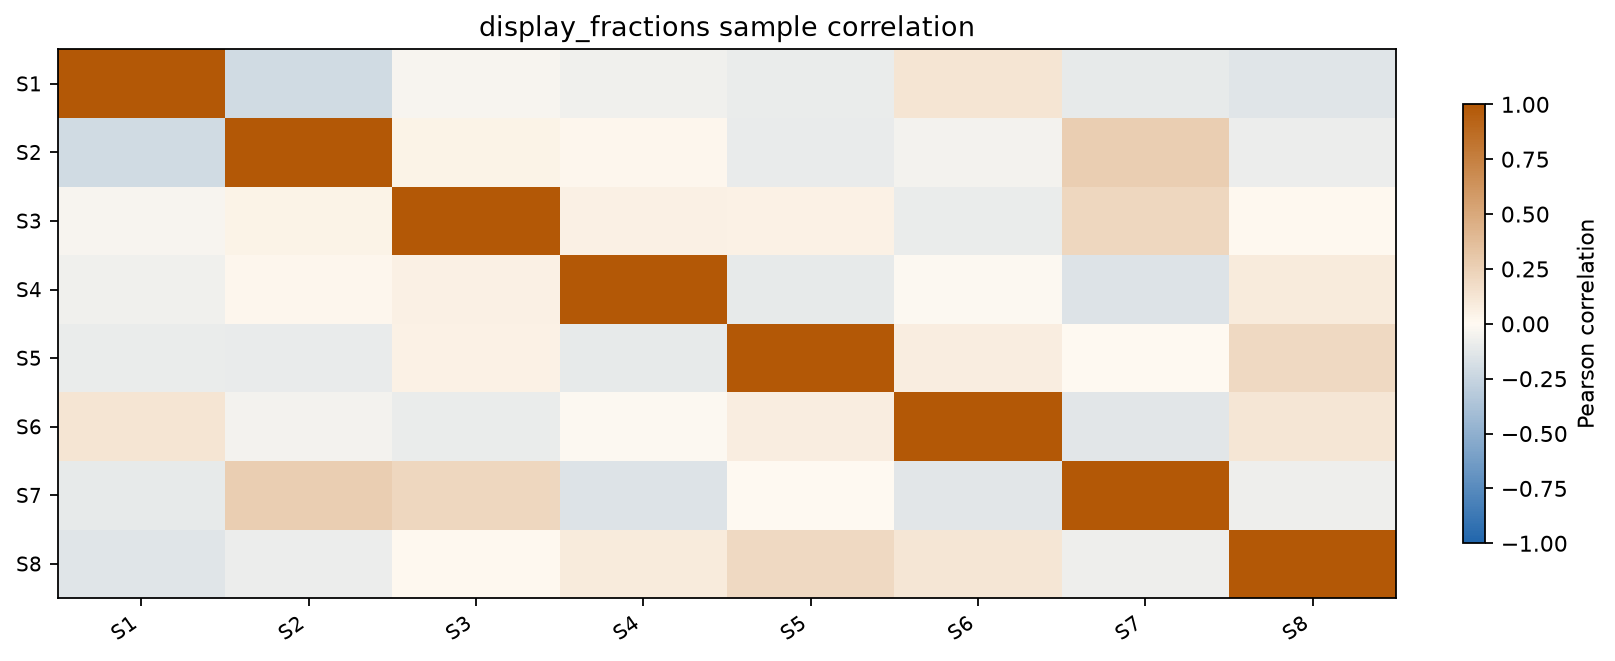 display_fractions sample correlation
S1
S2
S3
S4
S5
S6
S7
S8
S1 S2 S3 S4 S5 S6 S7 S8
1.00
0.75
0.50
0.25
0.00
−0.25
−0.50
−0.75
−1.00
Pearson correlation